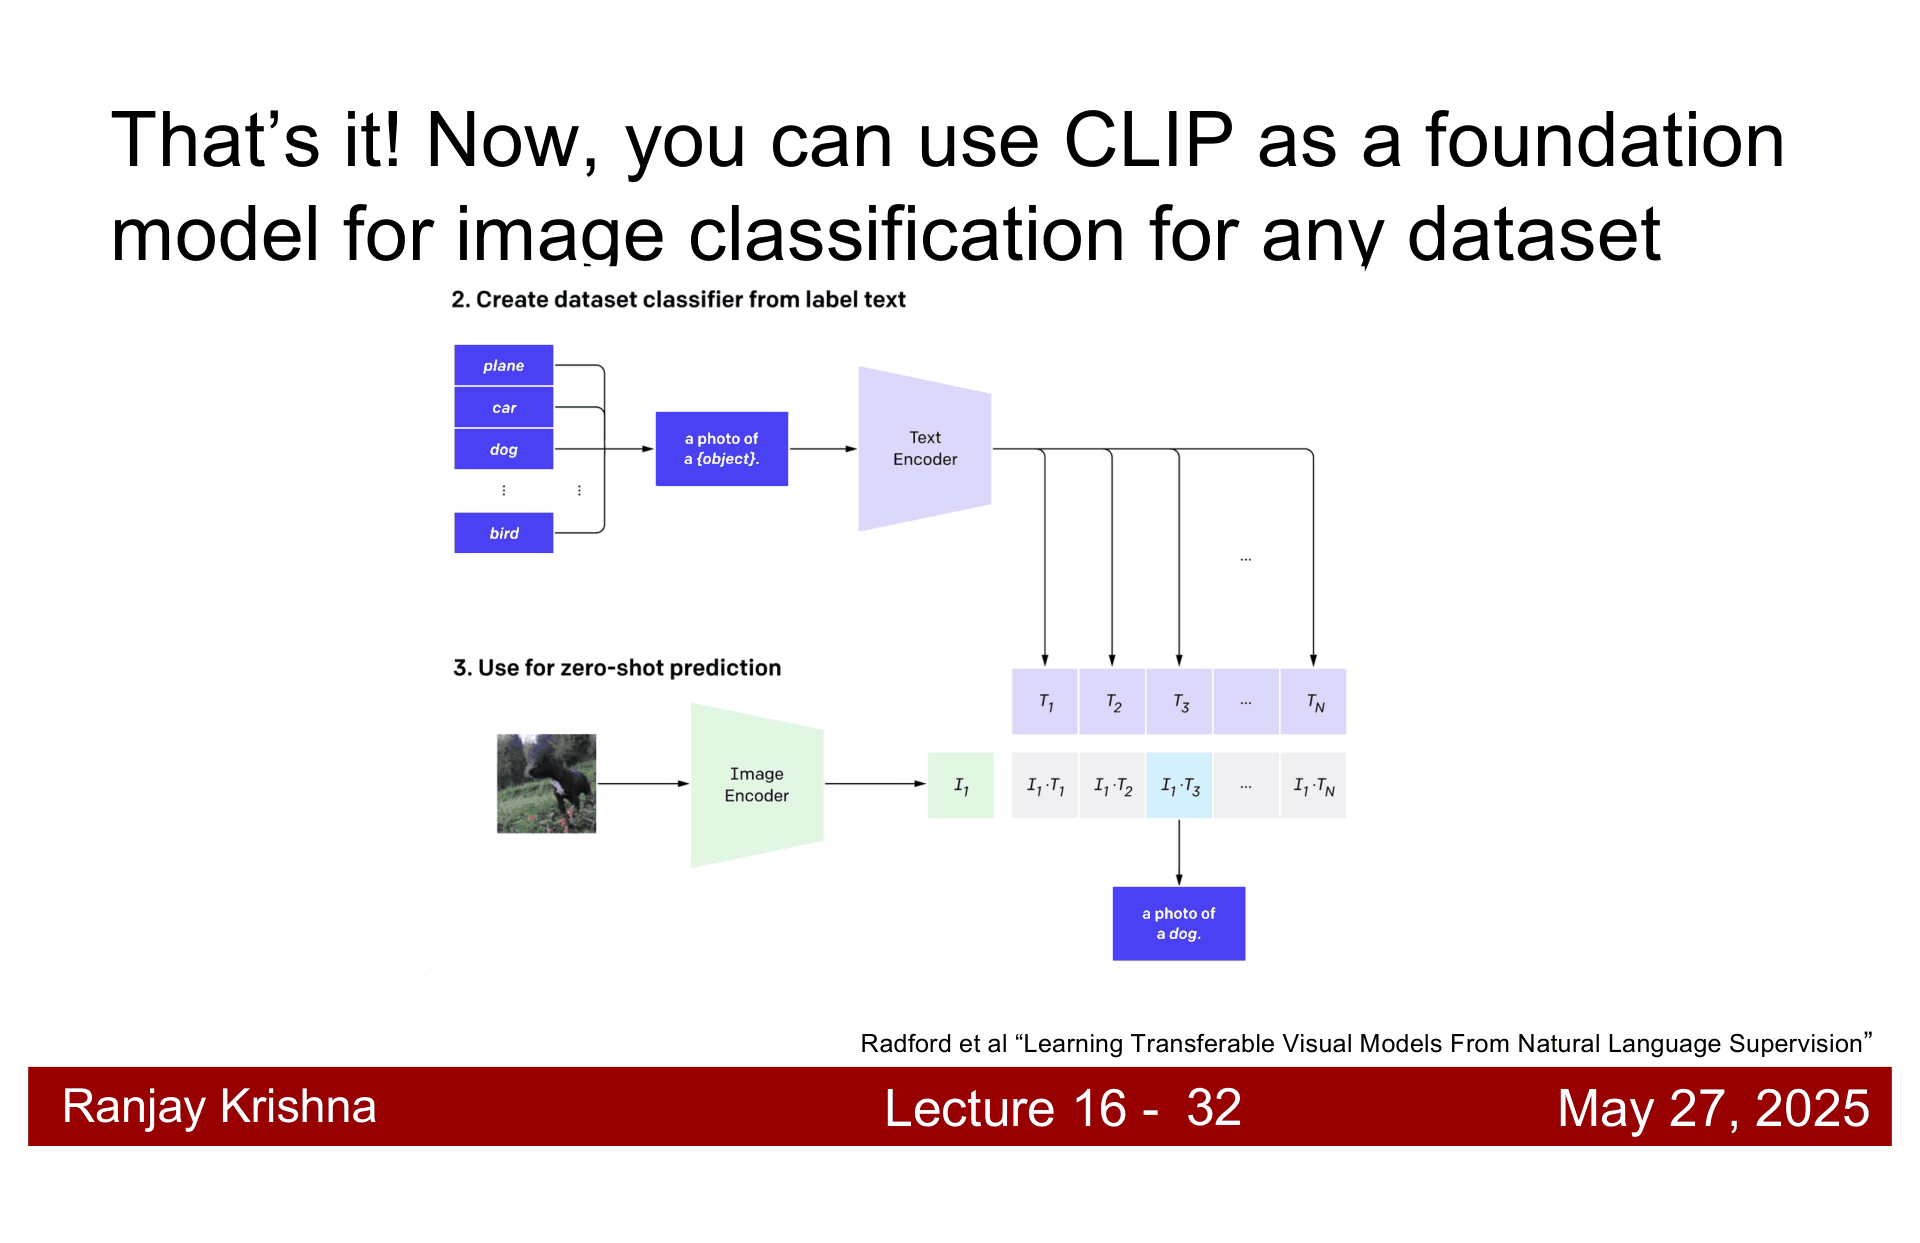 That’s it! Now, you can use CLIP as a foundation
model for image classification for any dataset
2. Create dataset classifier from label text
plane
car
dog
⋮ ⋮
bird
a photo of
a {object}.
Text
Encoder
...
3. Use for zero-shot prediction
Image
Encoder
T1 T2 T3 ... TN
I1
I1·T1 I1·T2 I1·T3 ... I1·TN
a photo of
a dog.
Radford et al “Learning Transferable Visual Models From Natural Language Supervision”
Ranjay Krishna Lecture 16 - 32 May 27, 2025